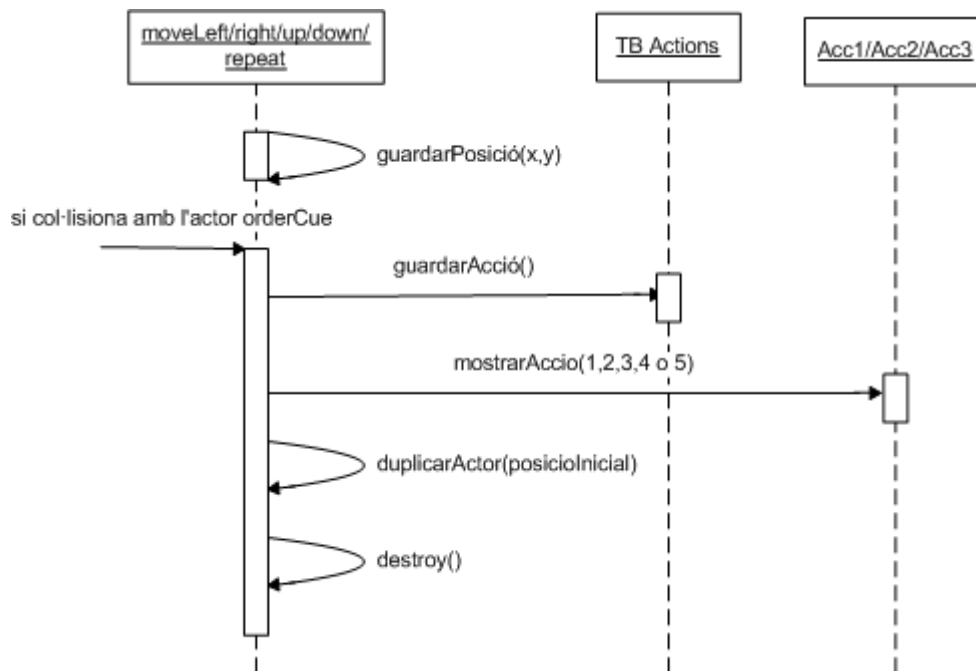 moveLeft/right/up/down/
repeat
TB Actions
Acc1/Acc2/Acc3
guardarPosició(x,y)
si col·lisiona amb l'actor orderCue
guardarAcció()
mostrarAccio(1,2,3,4 o 5)
duplicarActor(posicioInicial)
destroy()